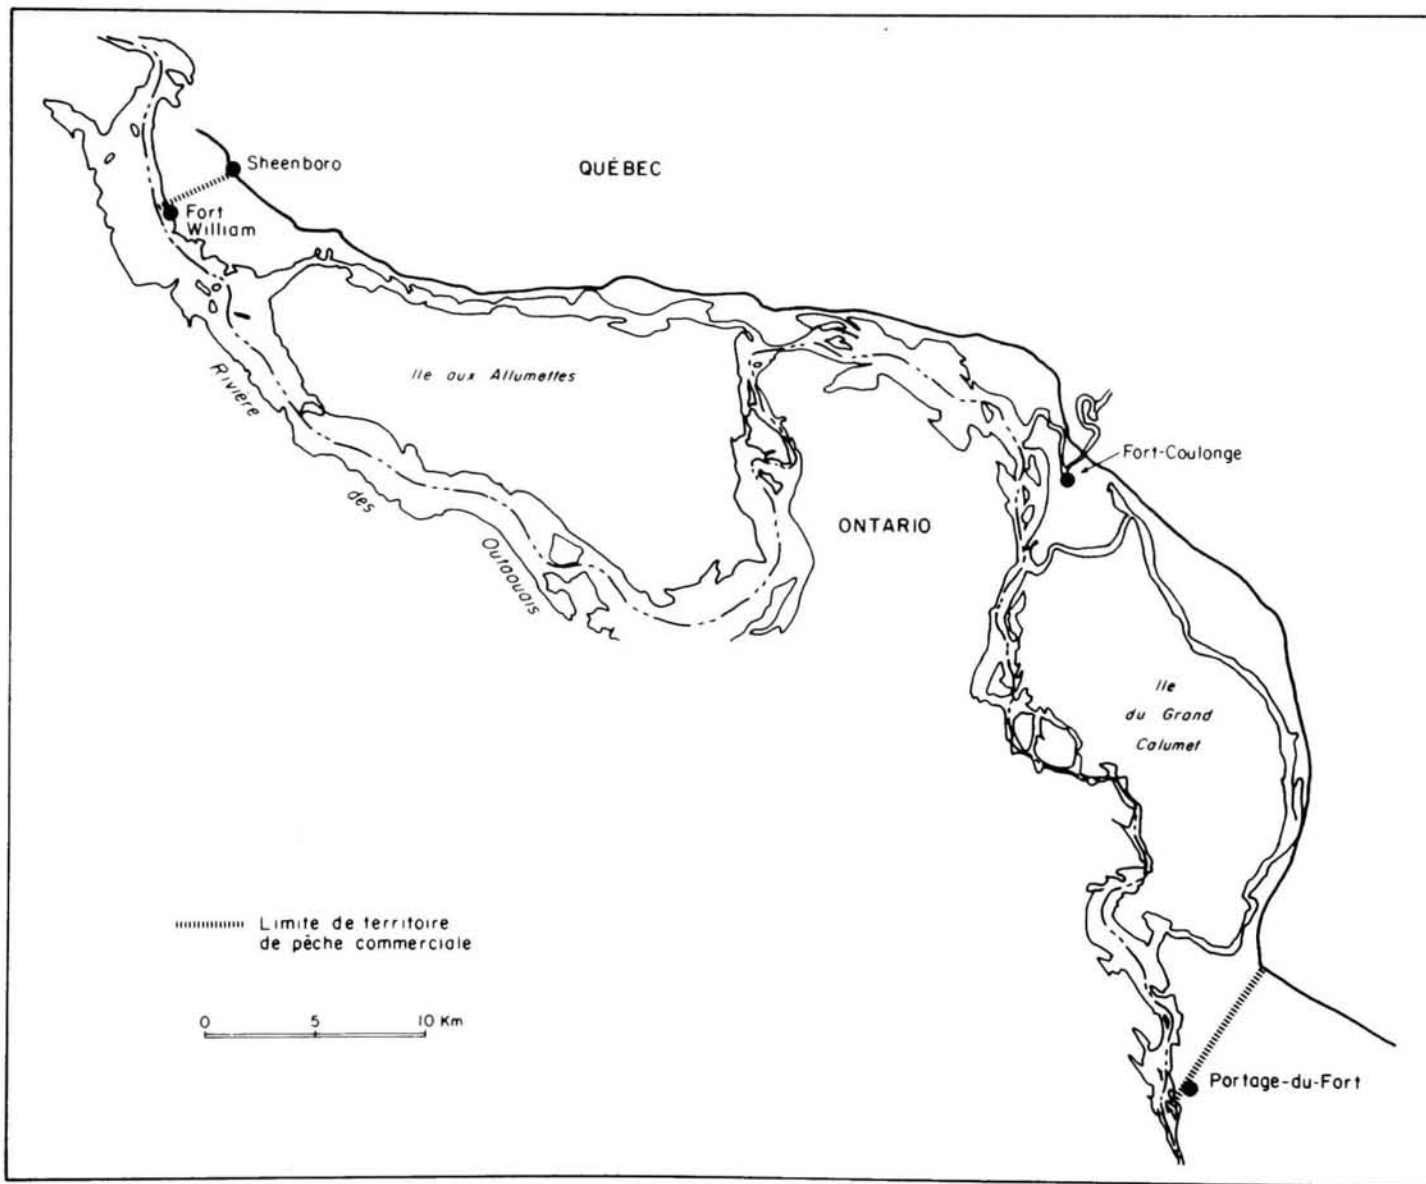 Sheenboro
QUÉBEC
Fort
William
Ile aux Allumettes
Rivière
des
Outaouais
Fort-Coulonge
ONTARIO
Ile
du Grand
Calumet
Limite de territoire
de pêche commerciale
0 5 10 Km
Portage-du-Fort